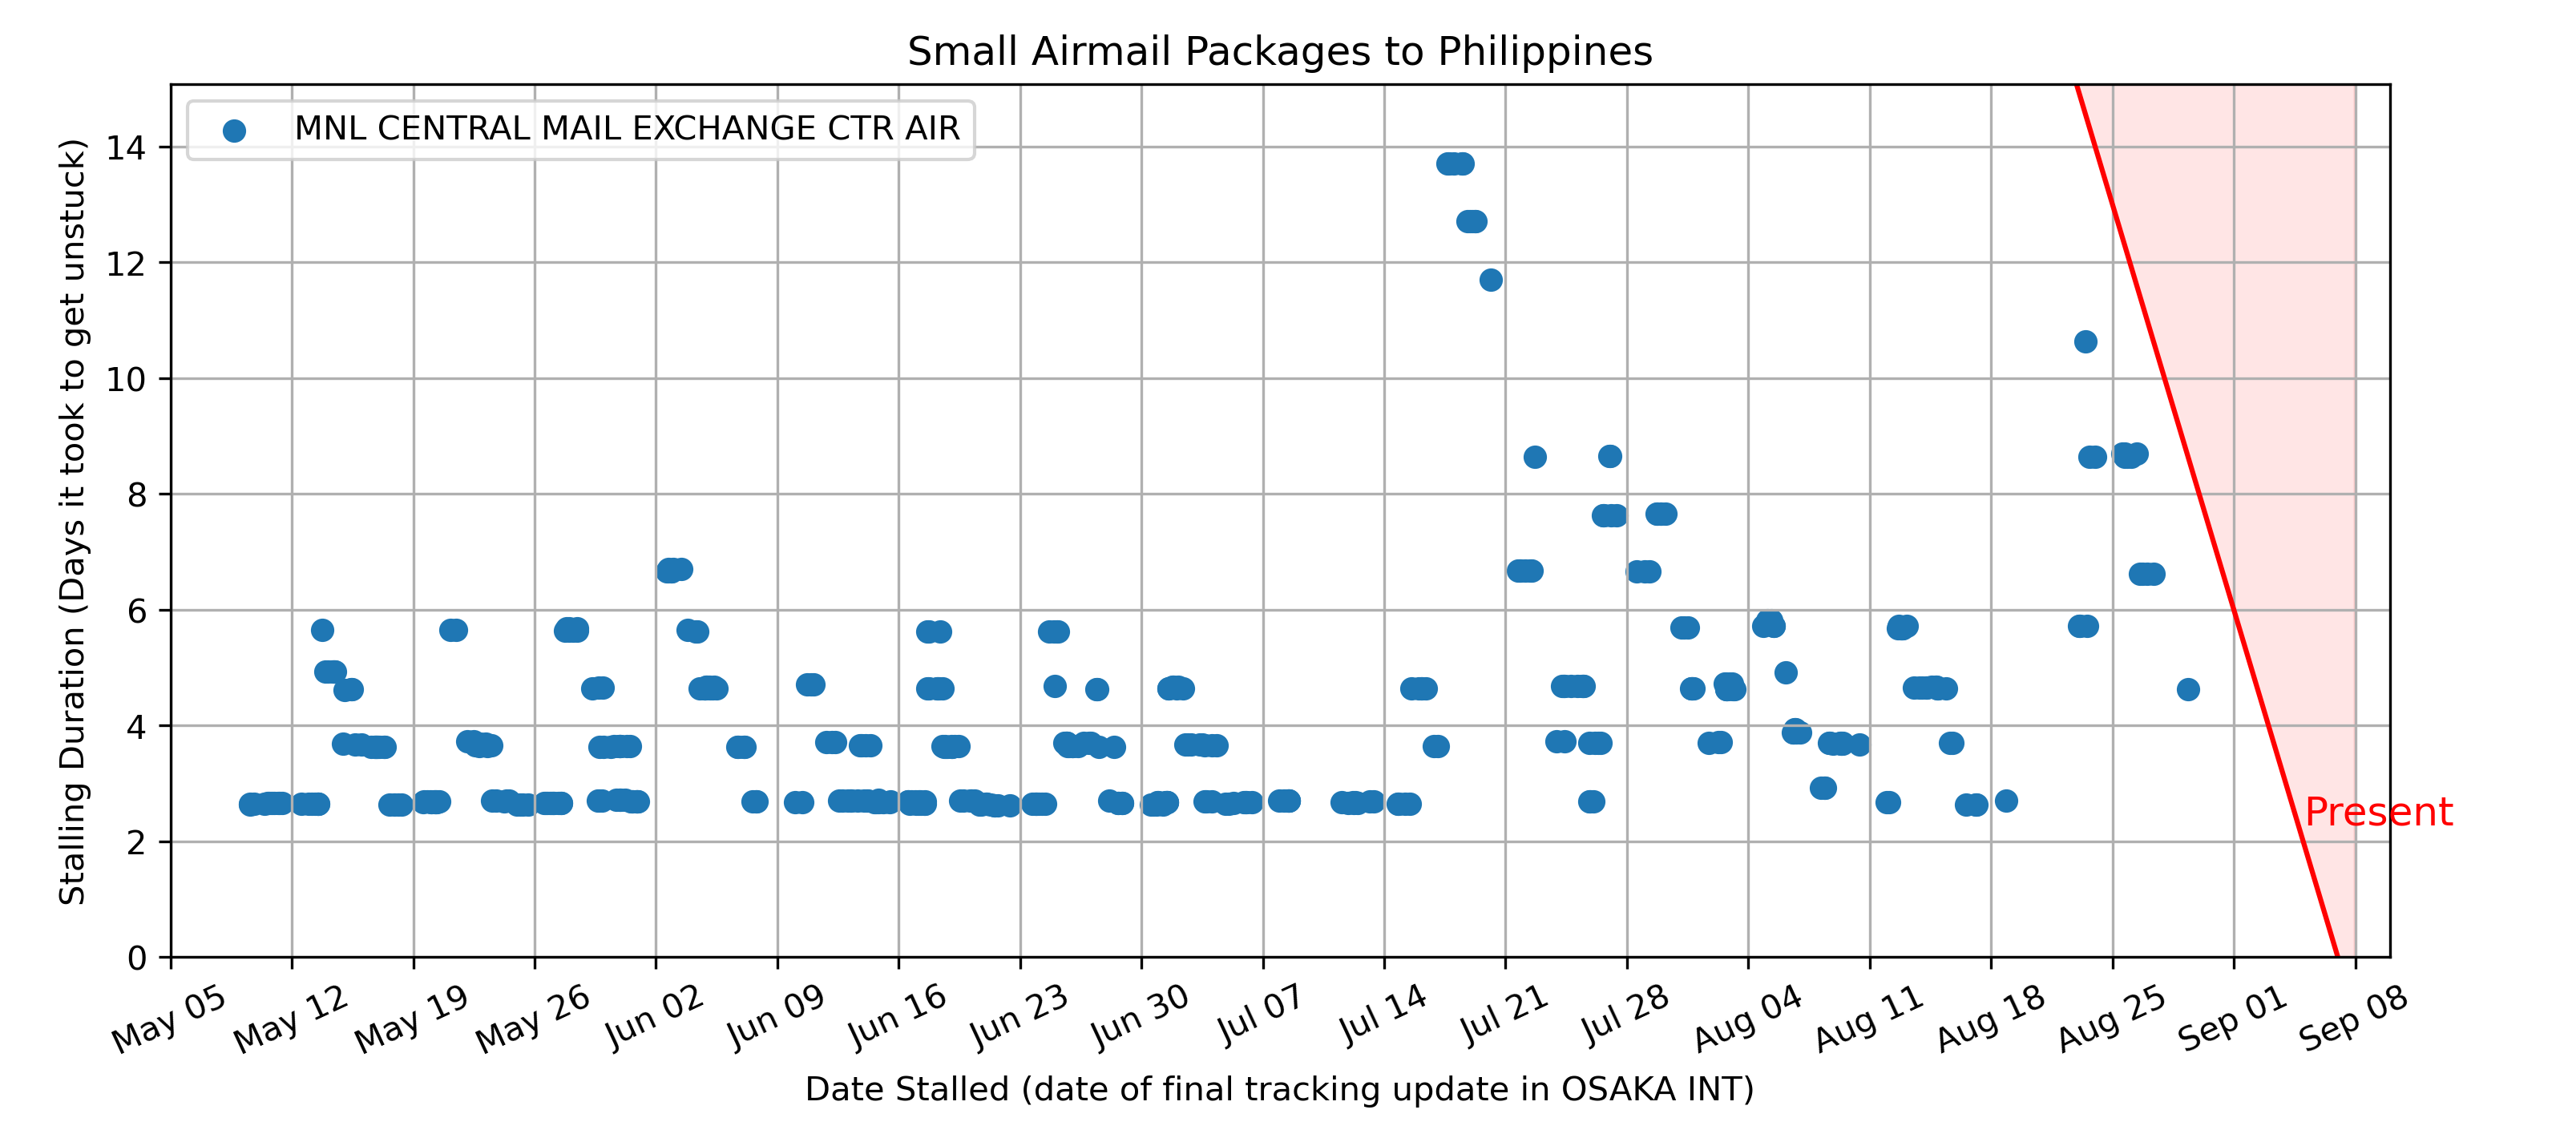 Small Airmail Packages to Philippines
MNL CENTRAL MAIL EXCHANGE CTR AIR
Stalling Duration (Days it took to get unstuck)
14
12
10
8
6
4
2
0
Present
May 05
May 12
May 19
May 26
Jun 02
Jun 09
Jun 16
Jun 23
Jun 30
Jul 07
Jul 14
Jul 21
Jul 28
Aug 04
Aug 11
Aug 18
Aug 25
Sep 01
Sep 08
Date Stalled (date of final tracking update in OSAKA INT)